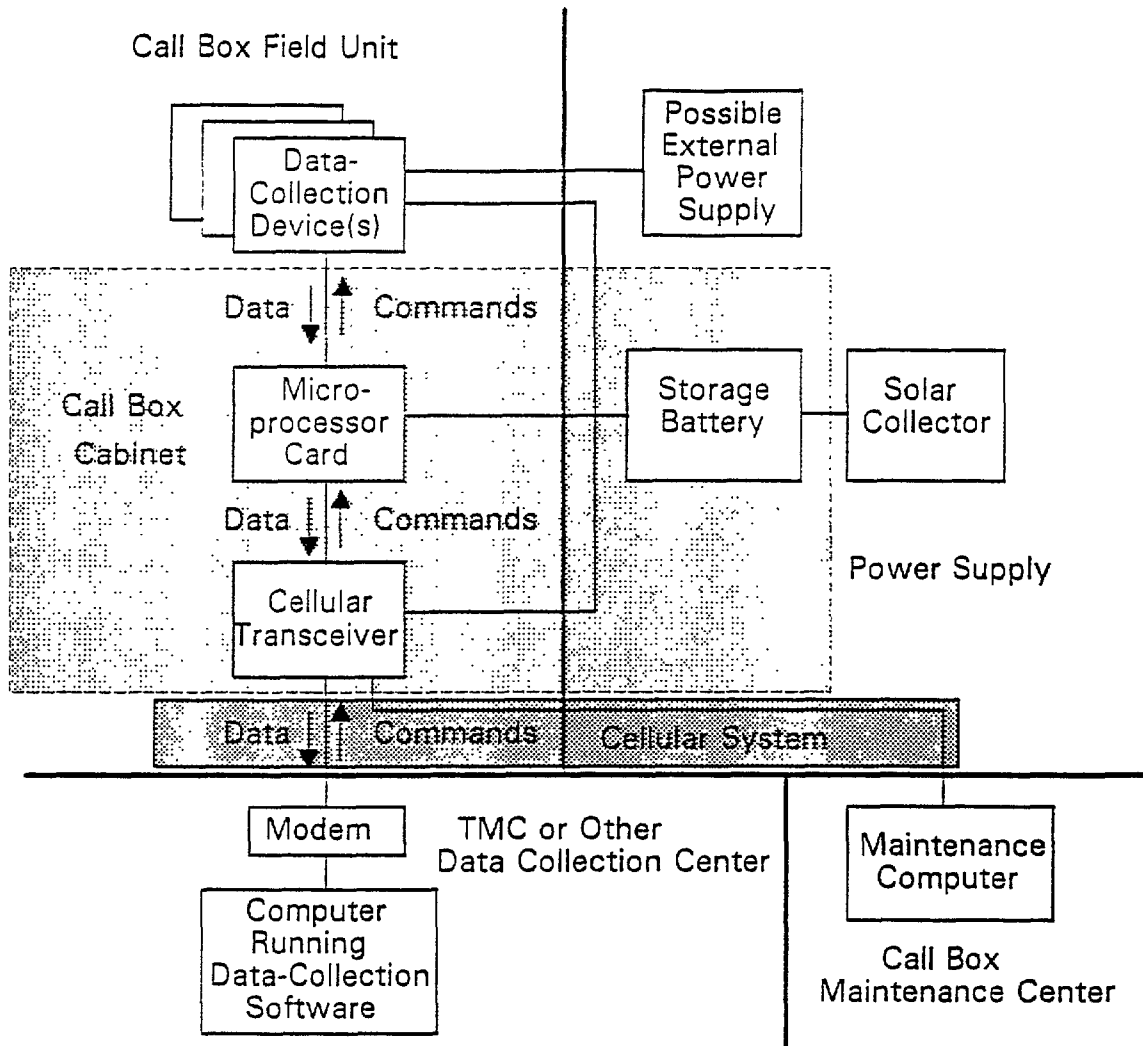 Call Box Field Unit
Possible
External
Power
Supply
Data-
Collection
Device(s)
Data
Commands
Call Box
Cabinet
Micro-
processor
Card
Storage
Battery
Solar
Collector
Data
Commands
Cellular
Transceiver
Power Supply
Data
Commands
Cellular System
Modem
TMC or Other
Data Collection Center
Maintenance
Computer
Computer
Running
Data-Collection
Software
Call Box
Maintenance Center